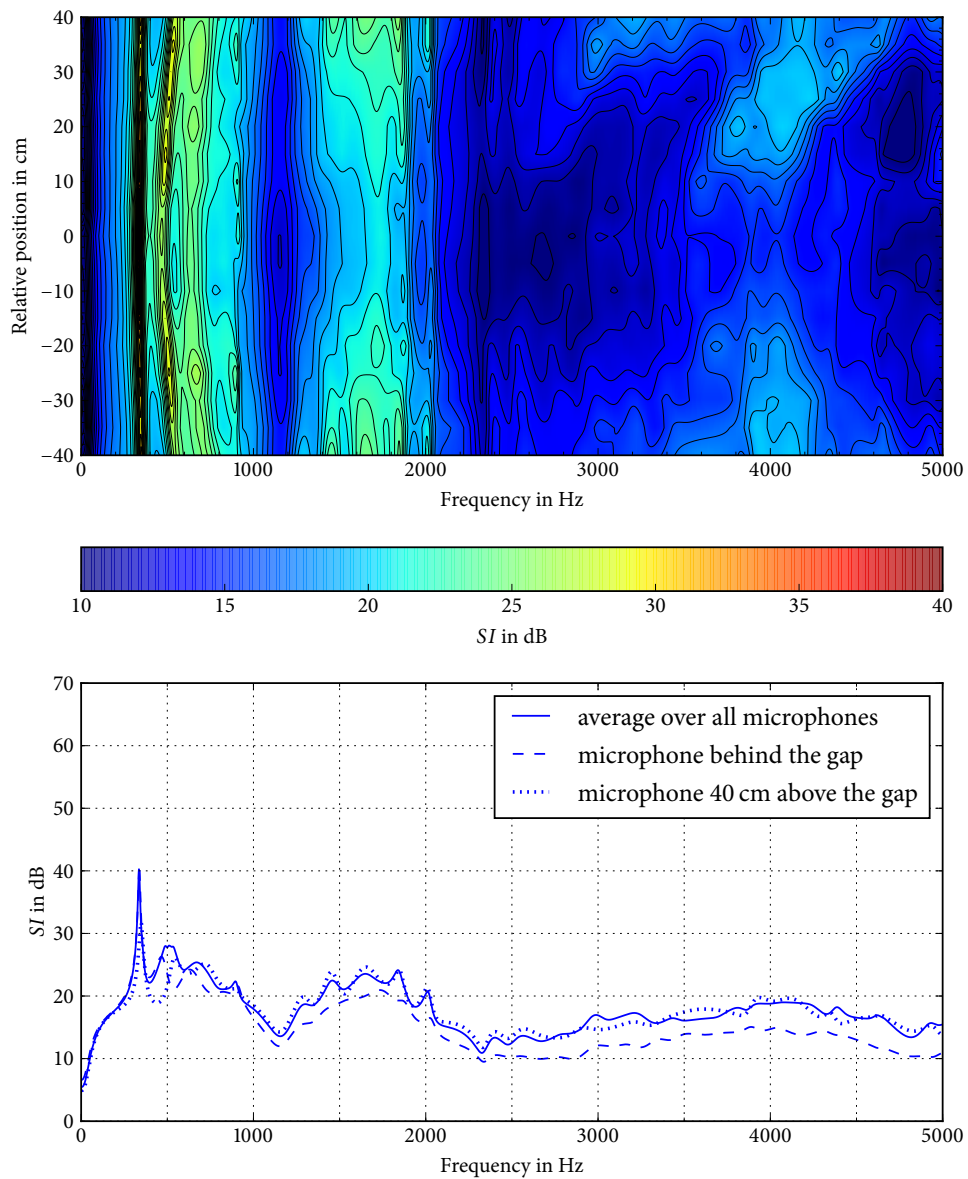 40
30
20
10
0
−10
−20
−30
−40
Relative position in cm
0 1000 2000 3000 4000 5000
Frequency in Hz
10 15 20 25 30 35 40
SI in dB
70
60
50
40
30
20
10
0
SI in dB
average over all microphones
microphone behind the gap
microphone 40 cm above the gap
0 1000 2000 3000 4000 5000
Frequency in Hz